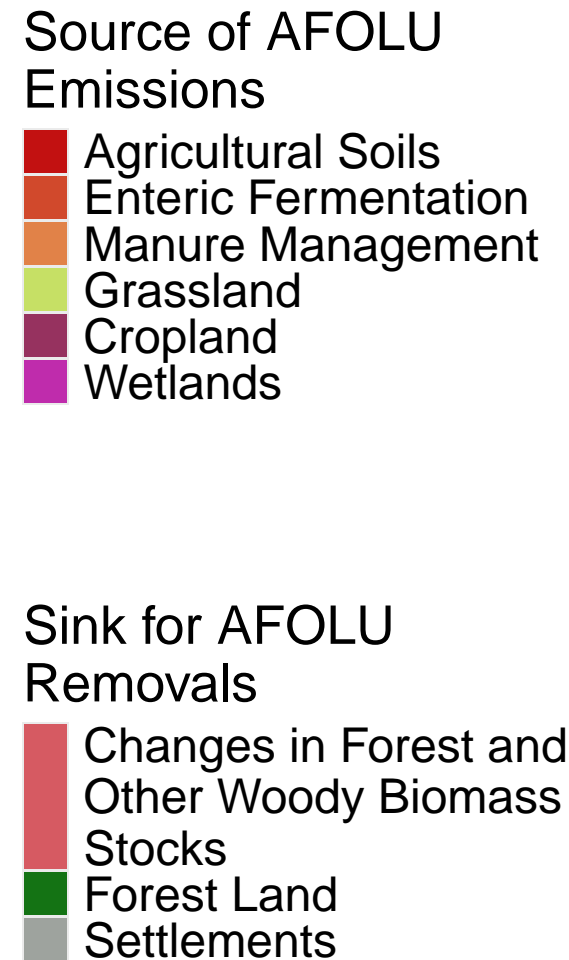 Source of AFOLU
Emissions
Agricultural Soils
Enteric Fermentation
Manure Management
Grassland
Cropland
Wetlands
Sink for AFOLU
Removals
Changes in Forest and
Other Woody Biomass
Stocks
Forest Land
Settlements